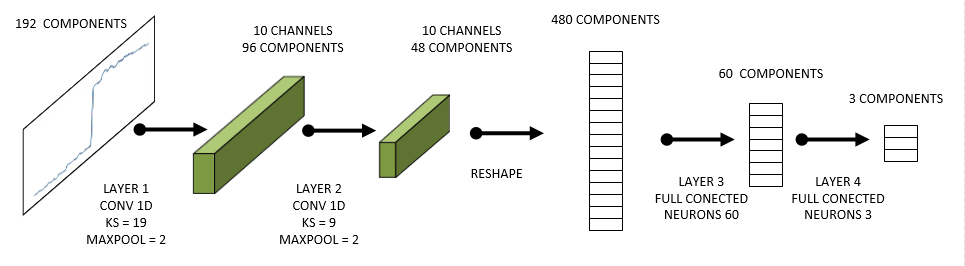 192 COMPONENTS
10 CHANNELS
96 COMPONENTS
10 CHANNELS
48 COMPONENTS
480 COMPONENTS
60 COMPONENTS
3 COMPONENTS
LAYER 1
CONV 1D
KS = 19
MAXPOOL = 2
LAYER 2
CONV 1D
KS = 9
MAXPOOL = 2
RESHAPE
LAYER 3
FULL CONECTED
NEURONS 60
LAYER 4
FULL CONECTED
NEURONS 3